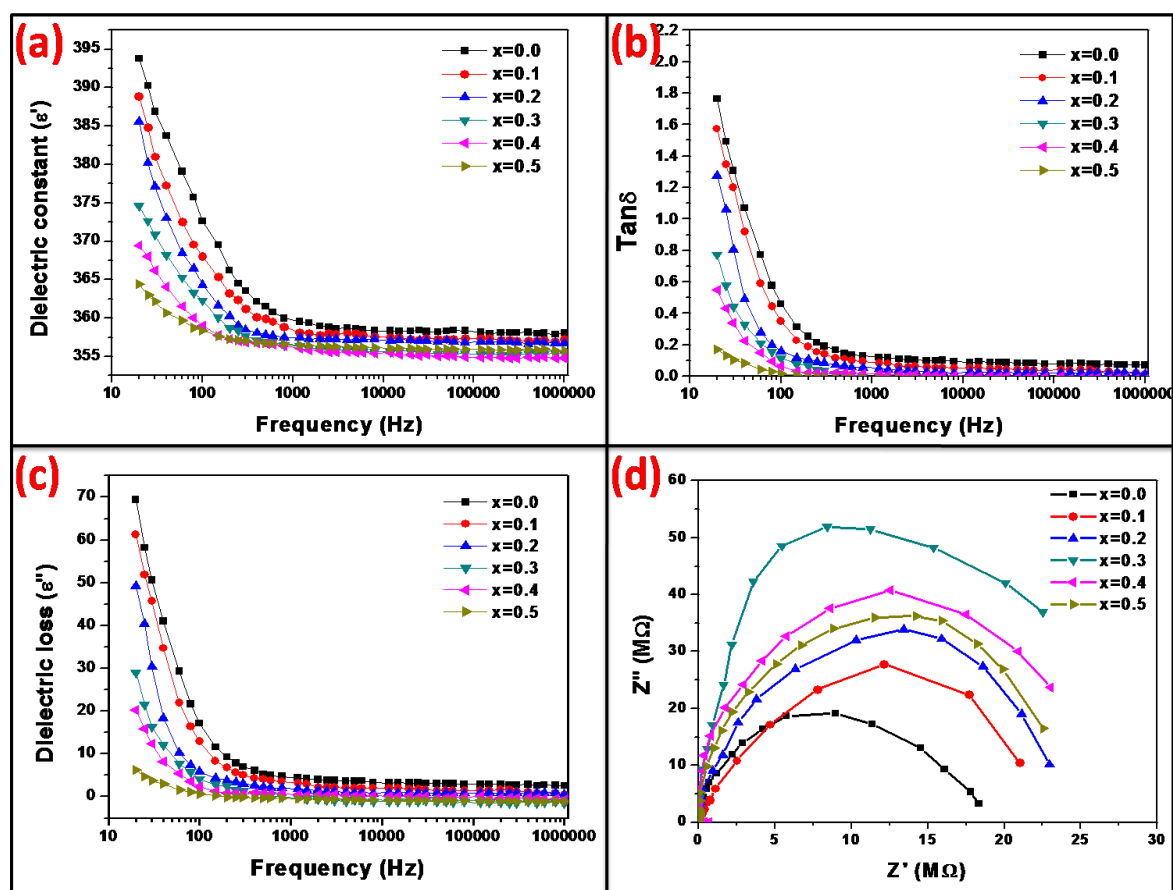 (a)
Dielectric constant (ε')
395
390
385
380
375
370
365
360
355
10 100 1000 10000 100000 1000000
Frequency (Hz)
x=0.0
x=0.1
x=0.2
x=0.3
x=0.4
x=0.5
(b)
Tanδ
2.2
2.0
1.8
1.6
1.4
1.2
1.0
0.8
0.6
0.4
0.2
0.0
10 100 1000 10000 100000 1000000
Frequency (Hz)
x=0.0
x=0.1
x=0.2
x=0.3
x=0.4
x=0.5
(c)
Dielectric loss (ε'')
70
60
50
40
30
20
10
0
10 100 1000 10000 100000 1000000
Frequency (Hz)
x=0.0
x=0.1
x=0.2
x=0.3
x=0.4
x=0.5
(d)
Z'' (MΩ)
60
50
40
30
20
10
0
0 5 10 15 20 25 30
Z' (MΩ)
x=0.0
x=0.1
x=0.2
x=0.3
x=0.4
x=0.5